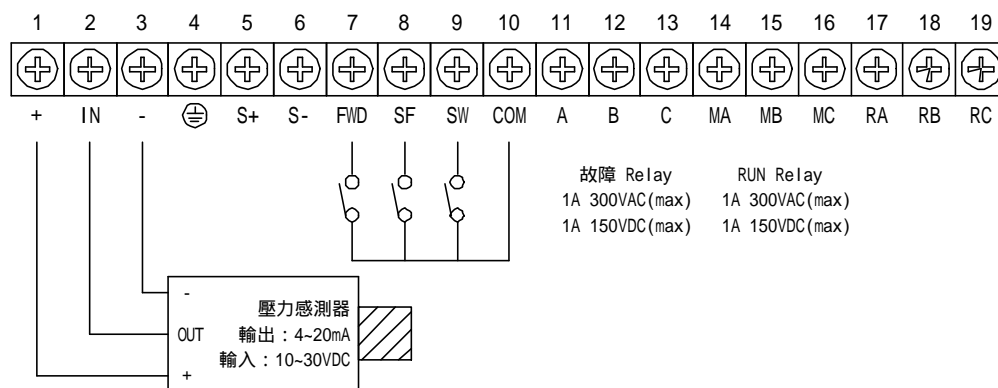 1 2 3 4 5 6 7 8 9 10 11 12 13 14 15 16 17 18 19
+ IN - S+ S- FWD SF SW COM A B C MA MB MC RA RB RC
故障 Relay RUN Relay
1A 300VAC(max) 1A 300VAC(max)
1A 150VDC(max) 1A 150VDC(max)
-
壓力感測器
OUT 輸出：4~20mA
輸入：10~30VDC
+